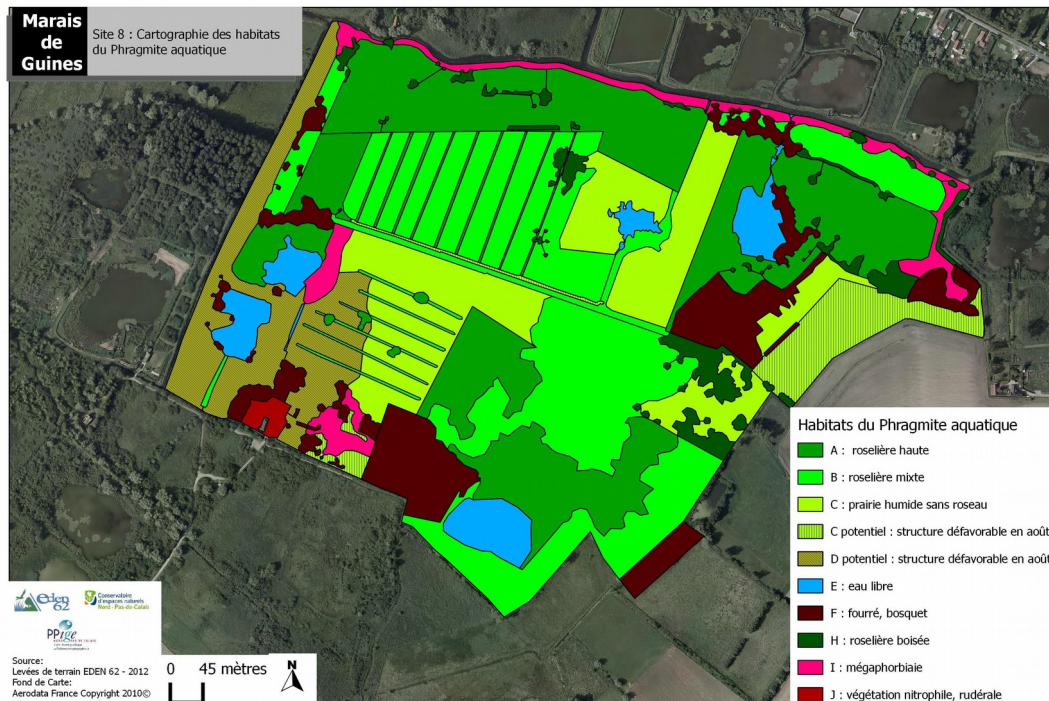 Marais
de
Guines
Site 8 : Cartographie des habitats
du Phragmite aquatique
Habitats du Phragmite aquatique
A : roselière haute
B : roselière mixte
C : prairie humide sans roseau
C potentiel : structure défavorable en août
D potentiel : structure défavorable en août
E : eau libre
F : fourré, bosquet
H : roselière boisée
I : mégaphorbiaie
J : végétation nitrophile, rudérale
eden
62
Conservatoire
d'espaces naturels
Nord - Pas-de-Calais
PPige
Source:
Levées de terrain EDEN 62 - 2012
Fond de Carte:
Aerodata France Copyright 2010©
0 45 mètres
N